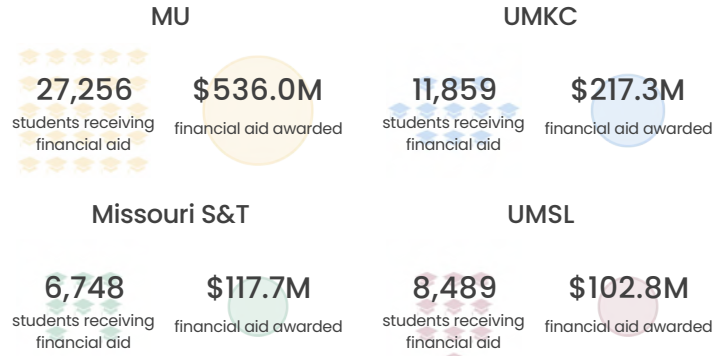 MU
27,256
students receiving
financial aid
$536.0M
financial aid awarded
UMKC
11,859
students receiving
financial aid
$217.3M
financial aid awarded
Missouri S&T
6,748
students receiving
financial aid
$117.7M
financial aid awarded
UMSL
8,489
students receiving
financial aid
$102.8M
financial aid awarded